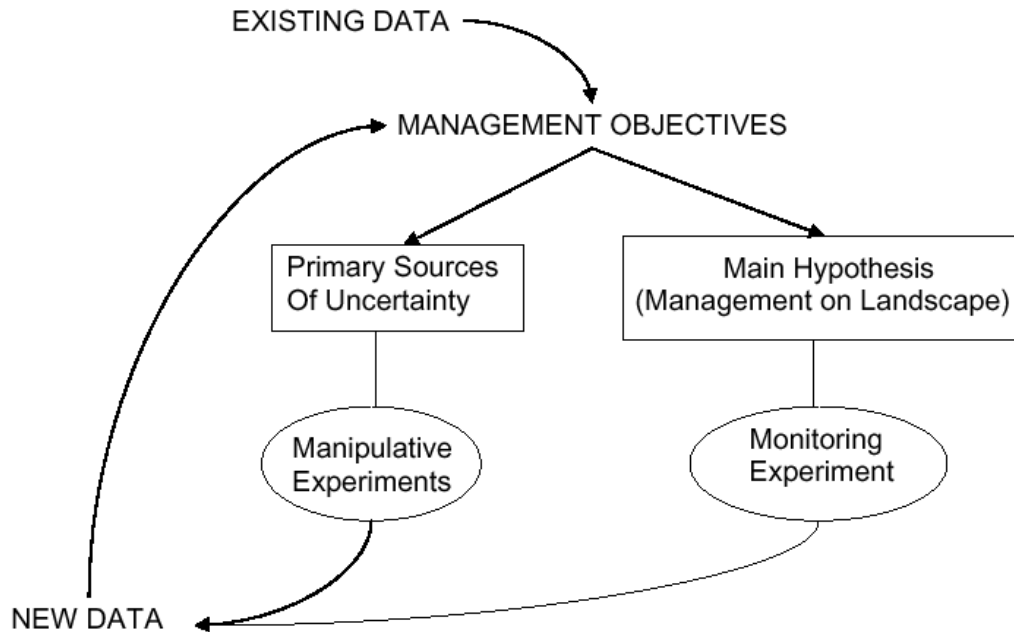 EXISTING DATA
MANAGEMENT OBJECTIVES
Primary Sources
Of Uncertainty
Main Hypothesis
(Management on Landscape)
Manipulative
Experiments
Monitoring
Experiment
NEW DATA